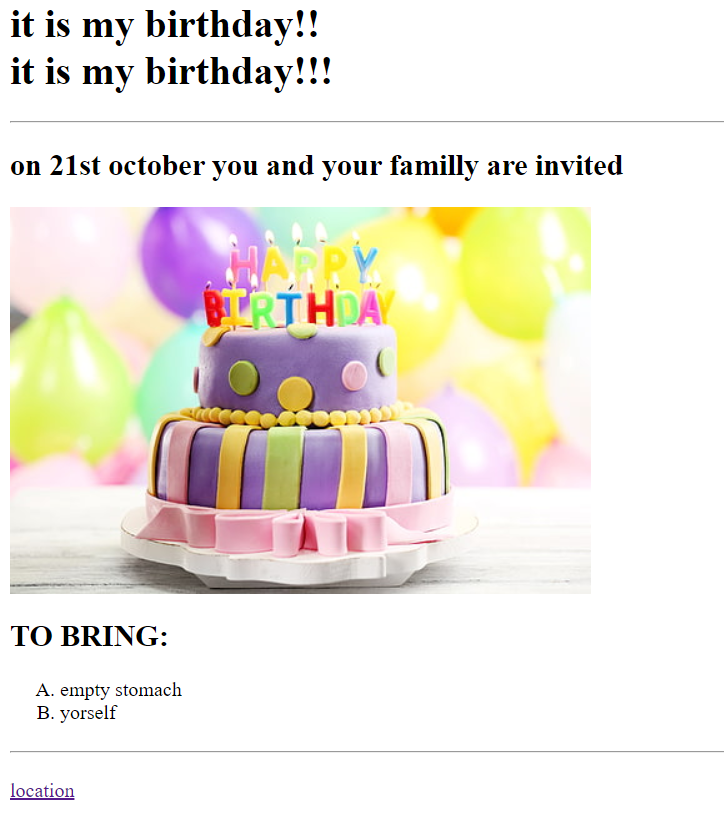 it is my birthday!!
it is my birthday!!!
on 21st october you and your familly are invited
HAPPY
BIRTHDAY
TO BRING:
A. empty stomach
B. yorself
location